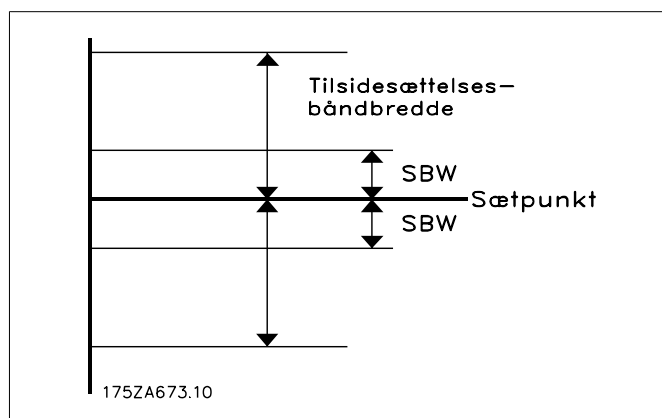 Tilsidesættelses-
båndbredde
SBW
Sætpunkt
SBW
175ZA673.10